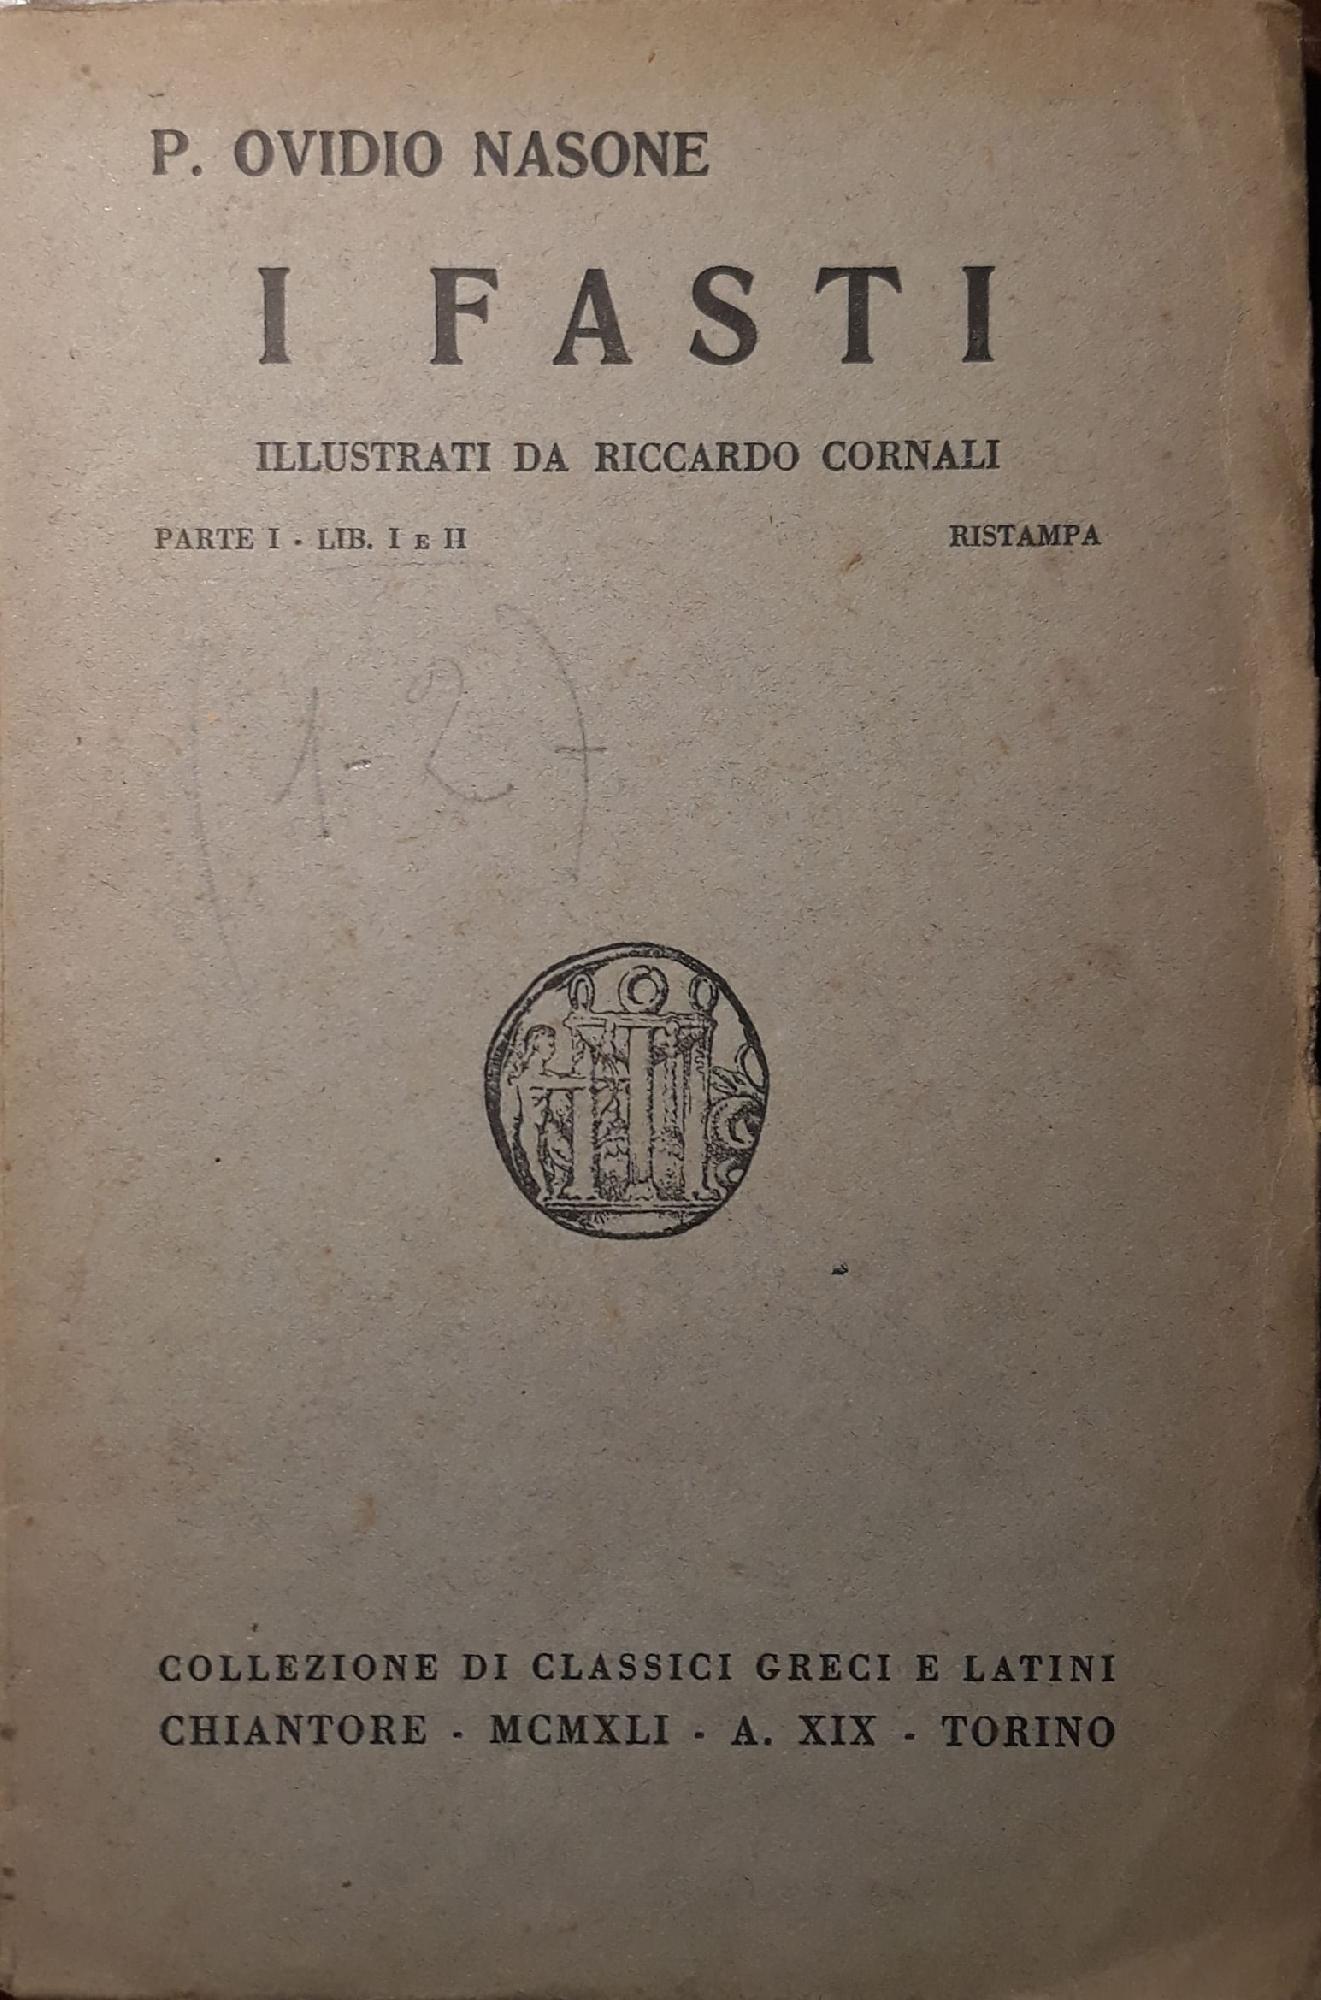 P. OVIDIO NASONE
I FASTI
ILLUSTRATI DA RICCARDO CORNALI
PARTE I - LIB. I E II RISTAMPA
(1-2)
COLLEZIONE DI CLASSICI GRECI E LATINI
CHIANTORE - MCMXLI - A. XIX - TORINO